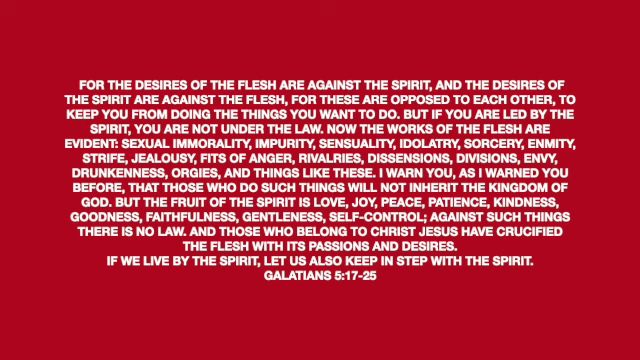 FOR THE DESIRES OF THE FLESH ARE AGAINST THE SPIRIT, AND THE DESIRES OF
THE SPIRIT ARE AGAINST THE FLESH, FOR THESE ARE OPPOSED TO EACH OTHER, TO
KEEP YOU FROM DOING THE THINGS YOU WANT TO DO. BUT IF YOU ARE LED BY THE
SPIRIT, YOU ARE NOT UNDER THE LAW. NOW THE WORKS OF THE FLESH ARE
EVIDENT: SEXUAL IMMORALITY, IMPURITY, SENSUALITY, IDOLATRY, SORCERY, ENMITY,
STRIFE, JEALOUSY, FITS OF ANGER, RIVALRIES, DISSENSIONS, DIVISIONS, ENVY,
DRUNKENNESS, ORGIES, AND THINGS LIKE THESE. I WARN YOU, AS I WARNED YOU
BEFORE, THAT THOSE WHO DO SUCH THINGS WILL NOT INHERIT THE KINGDOM OF
GOD. BUT THE FRUIT OF THE SPIRIT IS LOVE, JOY, PEACE, PATIENCE, KINDNESS,
GOODNESS, FAITHFULNESS, GENTLENESS, SELF-CONTROL; AGAINST SUCH THINGS
THERE IS NO LAW. AND THOSE WHO BELONG TO CHRIST JESUS HAVE CRUCIFIED
THE FLESH WITH ITS PASSIONS AND DESIRES.
IF WE LIVE BY THE SPIRIT, LET US ALSO KEEP IN STEP WITH THE SPIRIT.
GALATIANS 5:17-25